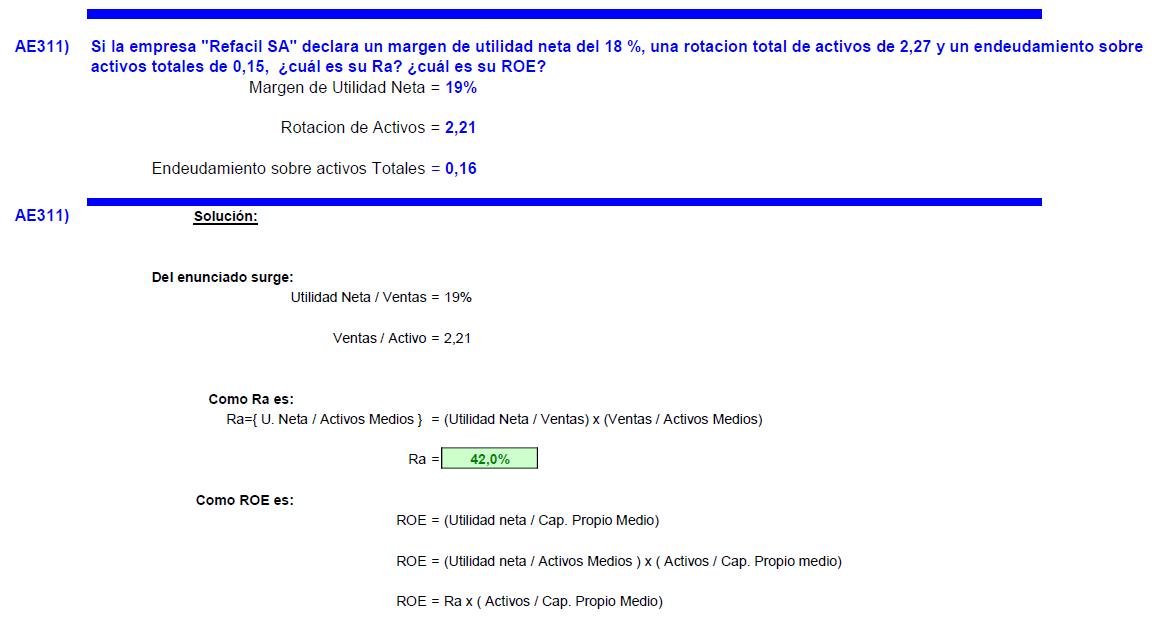 AE311) Si la empresa "Refacil SA" declara un margen de utilidad neta del 18 %, una rotacion total de activos de 2,27 y un endeudamiento sobre
activos totales de 0,15, ¿cuál es su Ra? ¿cuál es su ROE?
Margen de Utilidad Neta = 19%
Rotacion de Activos = 2,21
Endeudamiento sobre activos Totales = 0,16
AE311) Solución:
Del enunciado surge:
Utilidad Neta / Ventas = 19%
Ventas / Activo = 2,21
Como Ra es:
Ra={ U. Neta / Activos Medios } = (Utilidad Neta / Ventas) x (Ventas / Activos Medios)
Ra = 42,0%
Como ROE es:
ROE = (Utilidad neta / Cap. Propio Medio)
ROE = (Utilidad neta / Activos Medios ) x ( Activos / Cap. Propio medio)
ROE = Ra x ( Activos / Cap. Propio Medio)